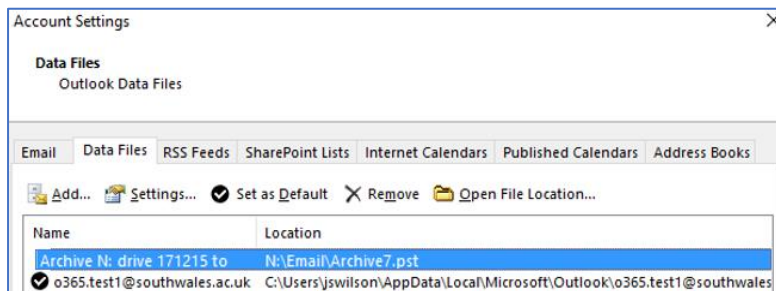 Account Settings
Data Files
Outlook Data Files
Email Data Files RSS Feeds SharePoint Lists Internet Calendars Published Calendars Address Books
Add... Settings... Set as Default Remove Open File Location...
Name Location
Archive N: drive 171215 to N:\Email\Archive7.pst
o365.test1@southwales.ac.uk C:\Users\jswilson\AppData\Local\Microsoft\Outlook\o365.test1@southwales